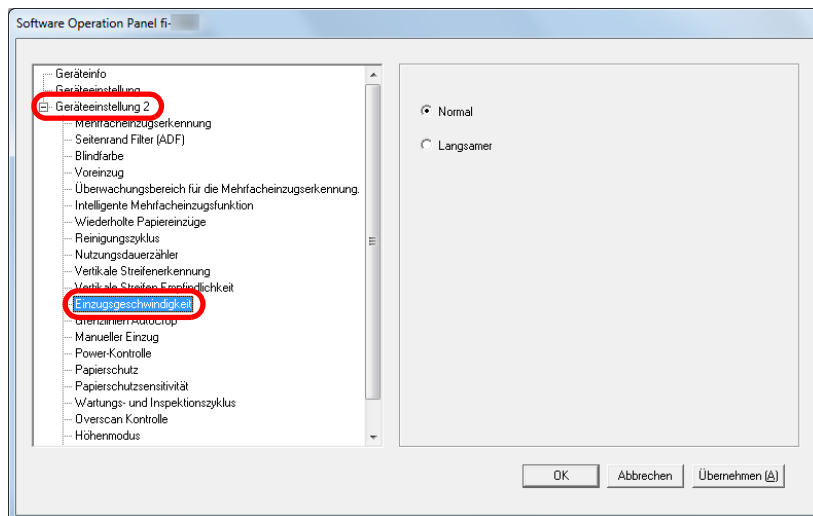 Software Operation Panel fi-
Geräteinfo
Geräteeinstellung
Geräteeinstellung 2
Mehrfacheinzugserkennung
Seitenrand Filter (ADF)
Blindfarbe
Voreinzug
Überwachungsbereich für die Mehrfacheinzugserkennung.
Intelligente Mehrfacheinzugsfunktion
Wiederholte Papiereinzüge
Reinigungszyklus
Nutzungsdauerzähler
Vertikale Streifenerkennung
Vertikale Streifen Empfindlichkeit
Einzugsgeschwindigkeit
Grenzlinien AutoCrop
Manueller Einzug
Power-Kontrolle
Papierschutz
Papierschutzsensitivität
Wartungs- und Inspektionszyklus
Overscan Kontrolle
Höhenmodus
Normal
Langsamer
OK Abbrechen Übernehmen (A)